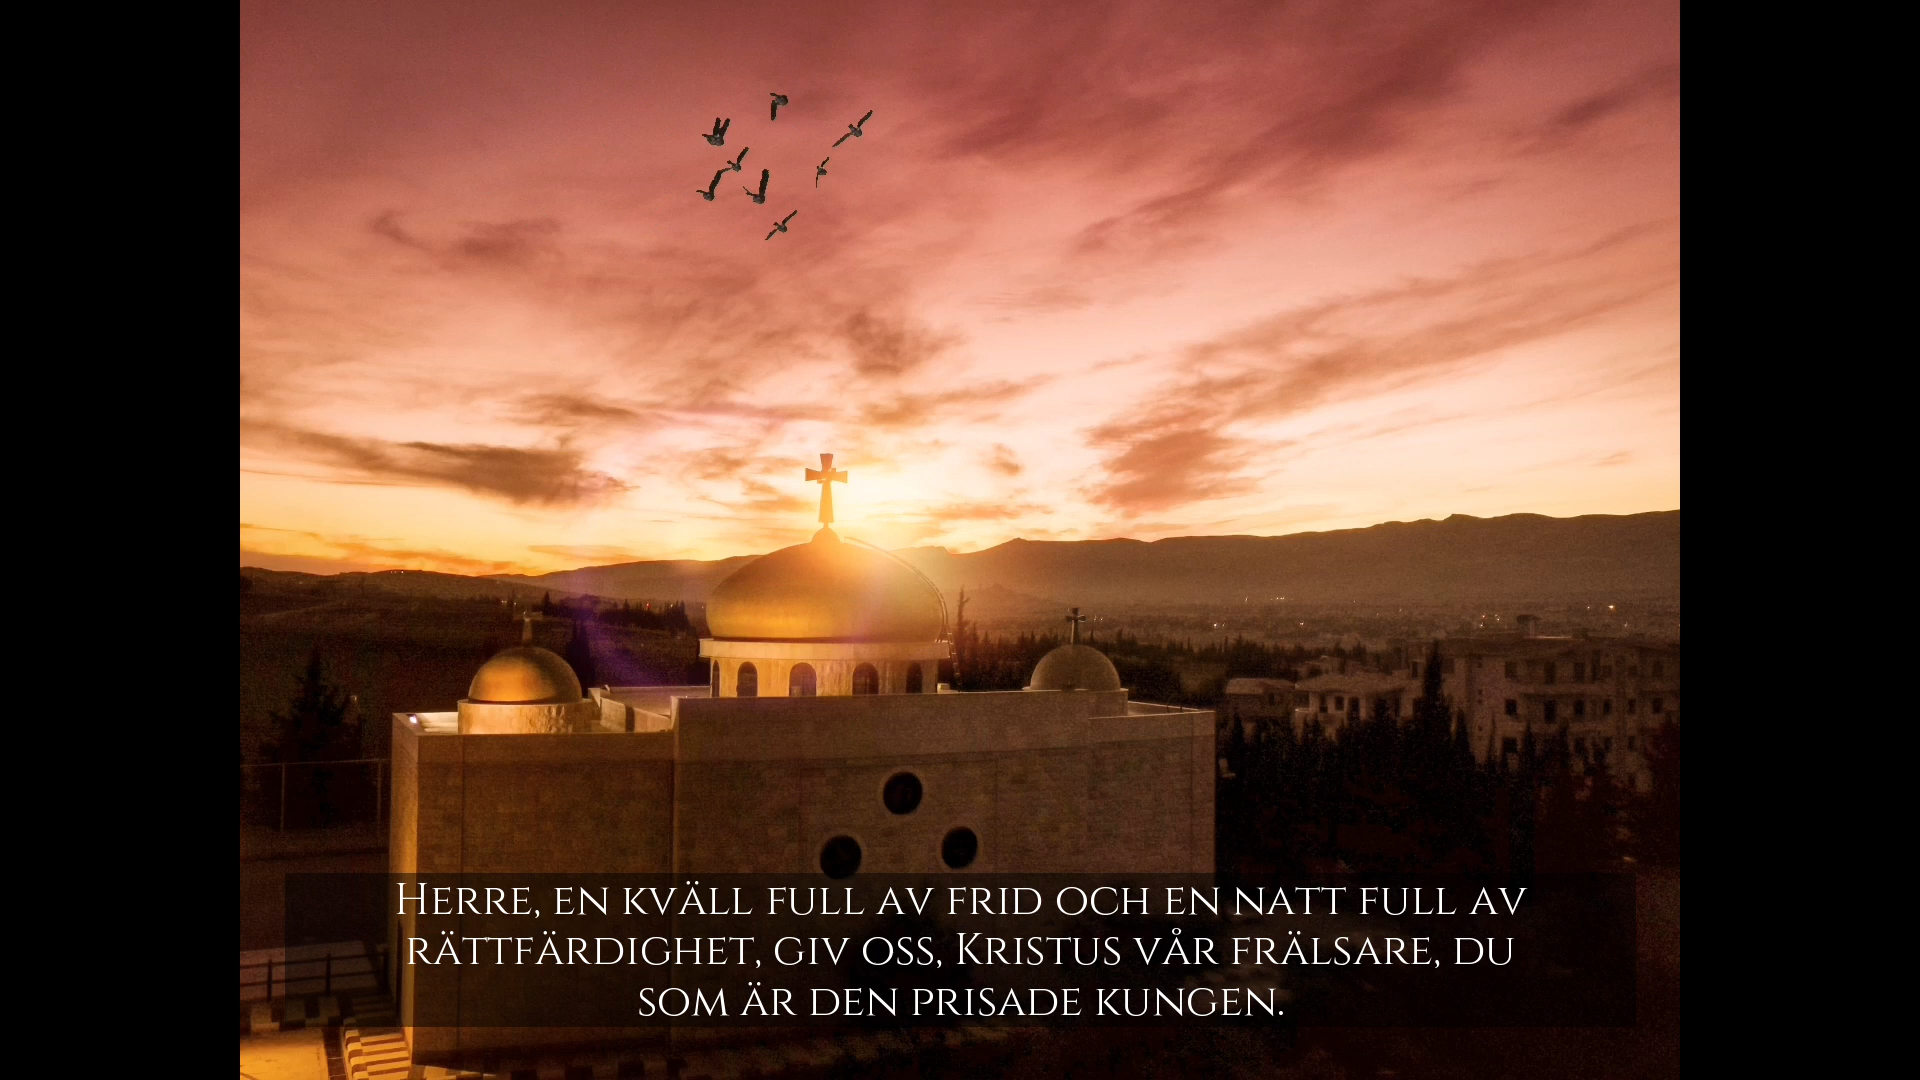 Herre, en kväll full av frid och en natt full av
rättfärdighet, giv oss, Kristus vår frälsare, du
som är den prisade kungen.